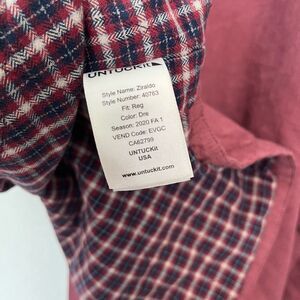 UNTUCKit
Style Name: Ziraldo
Style Number: 40763
Fit: Reg
Color: Dre
Season: 2020 FA 1
VEND Code: EVGC
CA62799
UNTUCKit
USA
www.untuckit.com